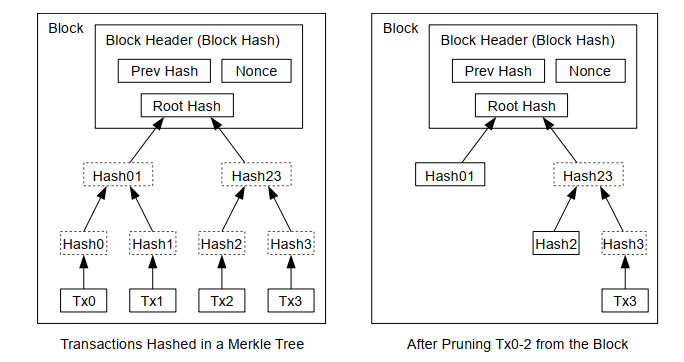 Block
Block Header (Block Hash)
Prev Hash
Nonce
Root Hash
Hash01
Hash23
Hash0
Hash1
Hash2
Hash3
Tx0
Tx1
Tx2
Tx3
Transactions Hashed in a Merkle Tree
Block
Block Header (Block Hash)
Prev Hash
Nonce
Root Hash
Hash01
Hash23
Hash2
Hash3
Tx3
After Pruning Tx0-2 from the Block